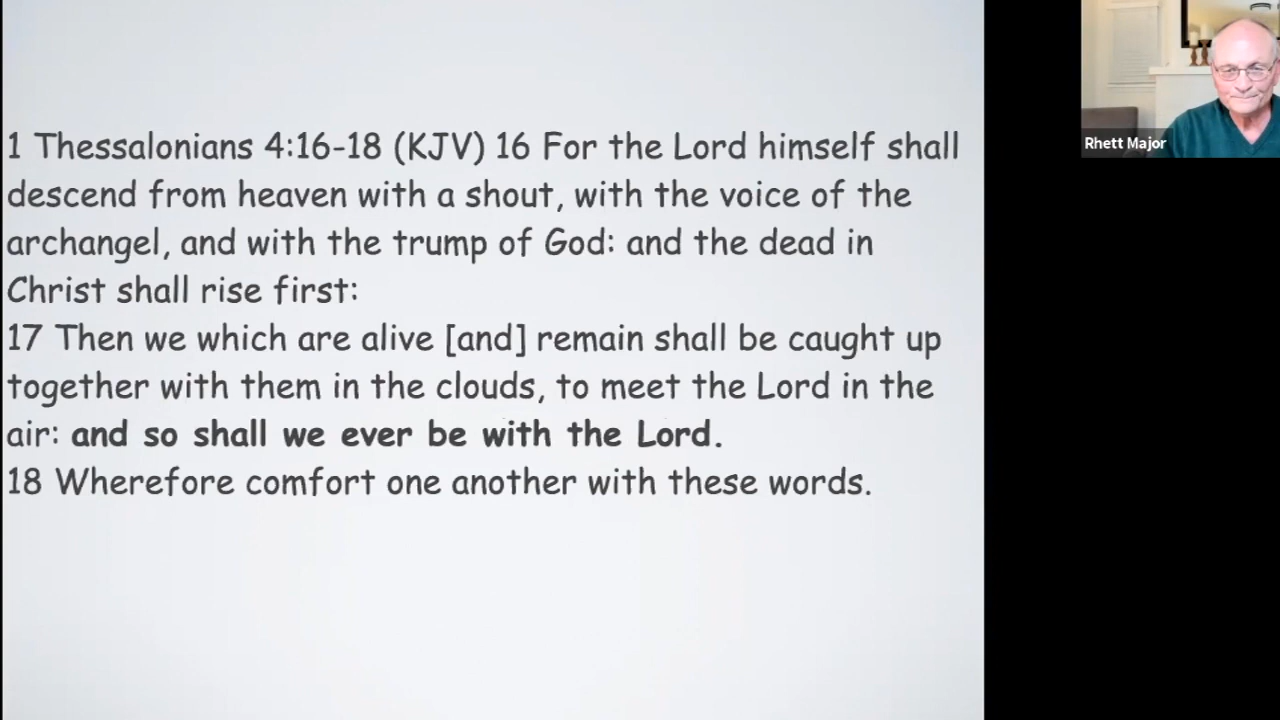 1 Thessalonians 4:16-18 (KJV) 16 For the Lord himself shall
descend from heaven with a shout, with the voice of the
archangel, and with the trump of God: and the dead in
Christ shall rise first:
17 Then we which are alive [and] remain shall be caught up
together with them in the clouds, to meet the Lord in the
air: and so shall we ever be with the Lord.
18 Wherefore comfort one another with these words.
Rhett Major